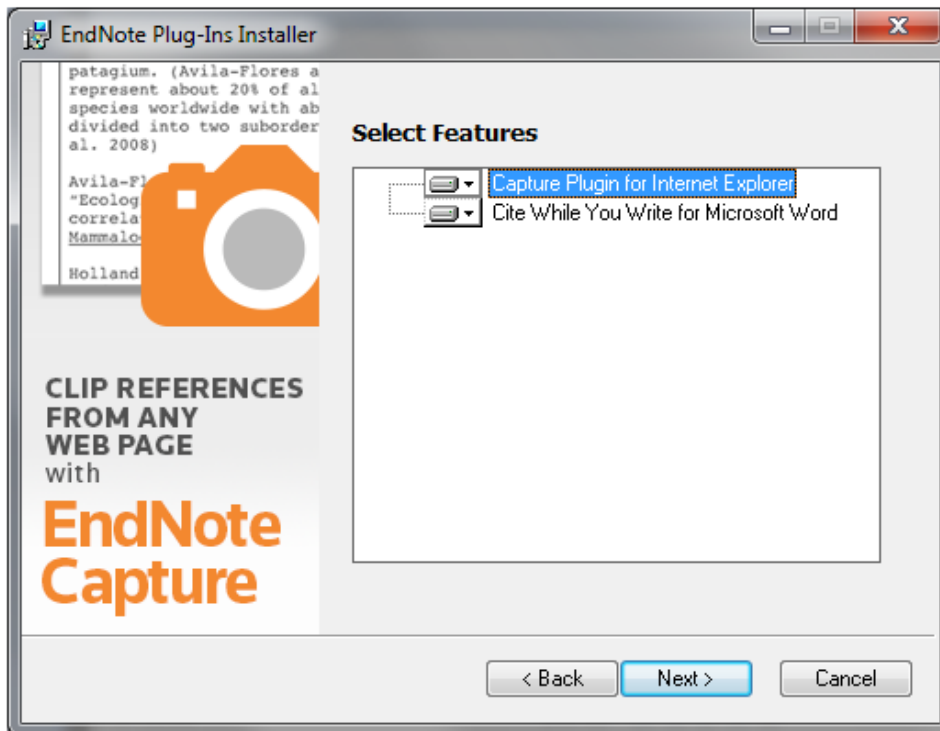 EndNote Plug-Ins Installer
patagium. (Avila-Flores a
represent about 20% of al
species worldwide with ab
divided into two suborder
al. 2008)
Avila-Fl
"Ecolog
correla
Mammalo
Holland
CLIP REFERENCES
FROM ANY
WEB PAGE
with
EndNote
Capture
Select Features
Capture Plugin for Internet Explorer
Cite While You Write for Microsoft Word
< Back
Next >
Cancel